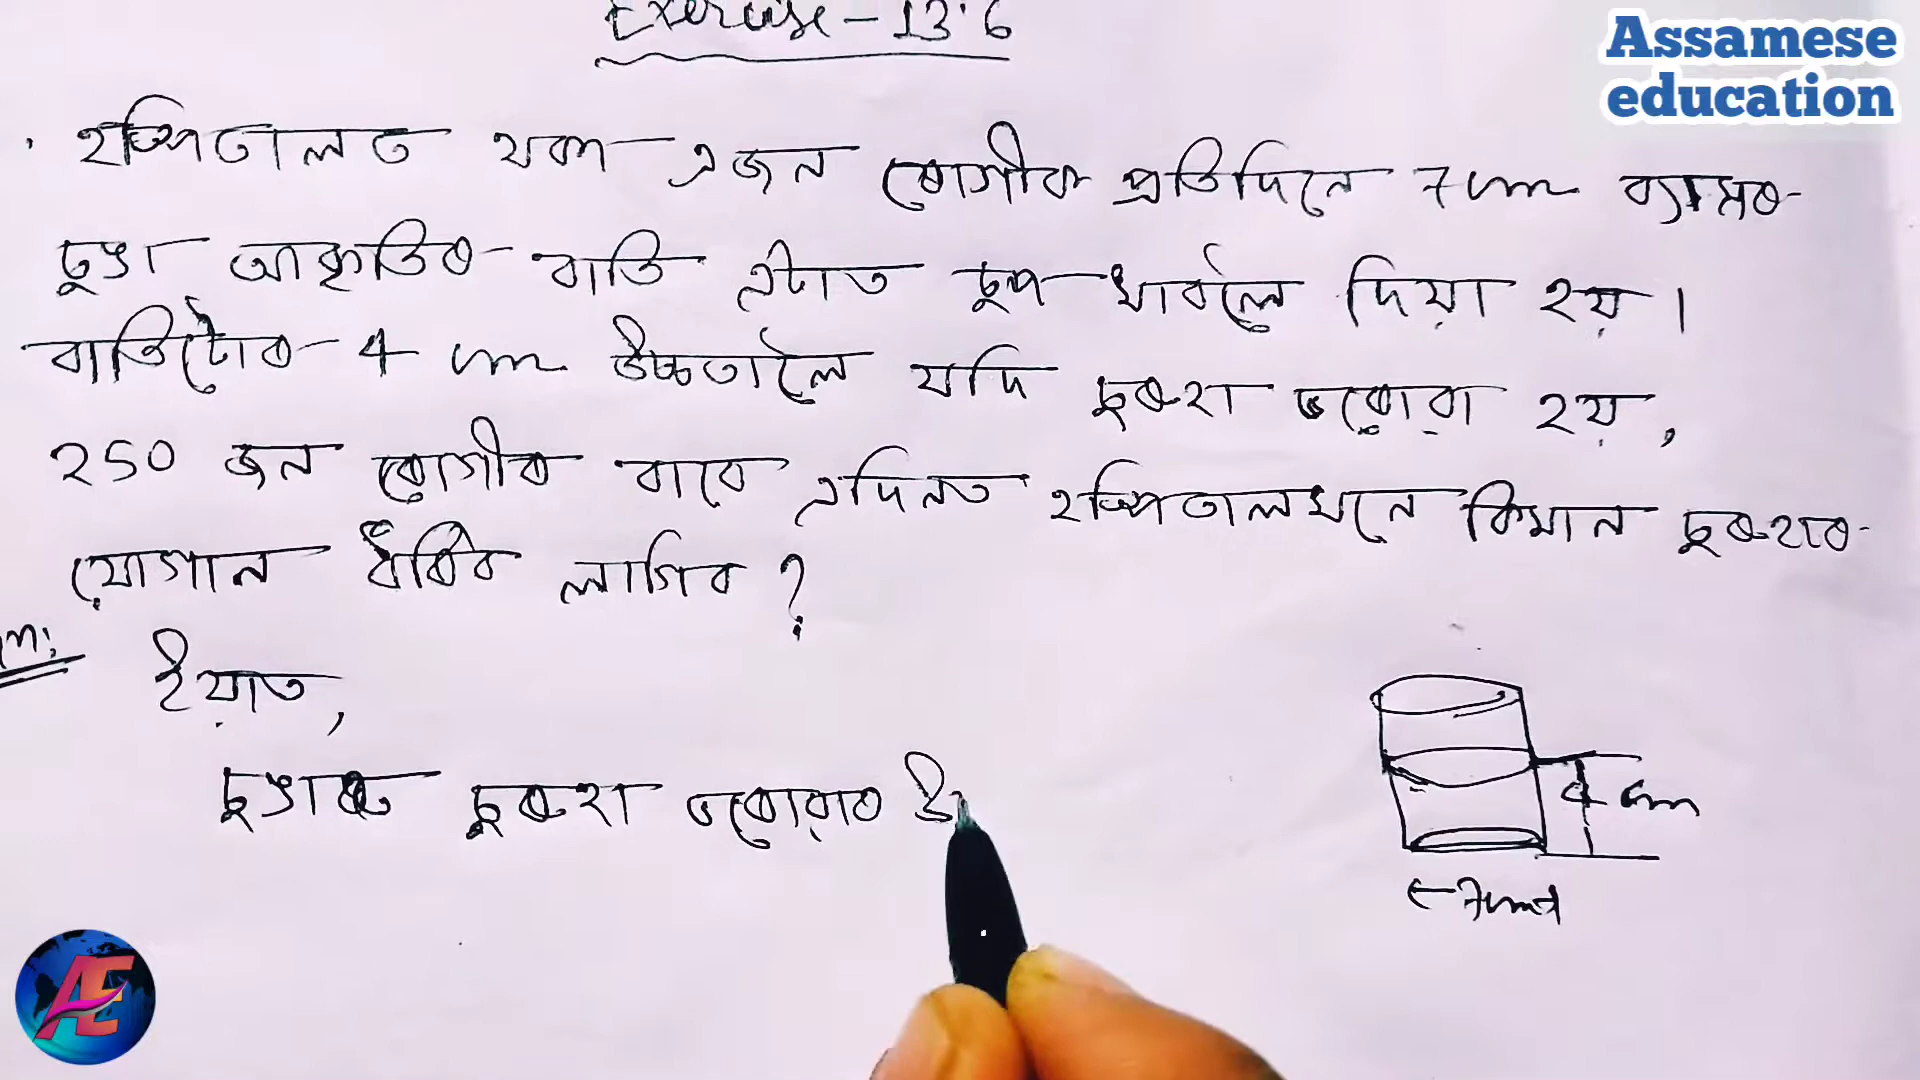 Exercise - 13.6
Assamese
education
হস্পিতালত থকা এজন ৰোগীক প্ৰতিদিনে 7 cm ব্যাসৰ
চুঙা আকৃতিৰ বাতি এটাত চুপ খাবলৈ দিয়া হয়।
বাতিটোৰ 4 cm উচ্চতালৈ যদি চুৰুহা ভৰোৱা হয়,
250 জন ৰোগীৰ বাবে এদিনত হস্পিতালখনে কিমান চুৰুহাৰ
যোগান ধৰিব লাগিব?
ইয়াত,
চুঙাত চুৰুহা ভৰোৱাৰ
4 cm
7cm
AE